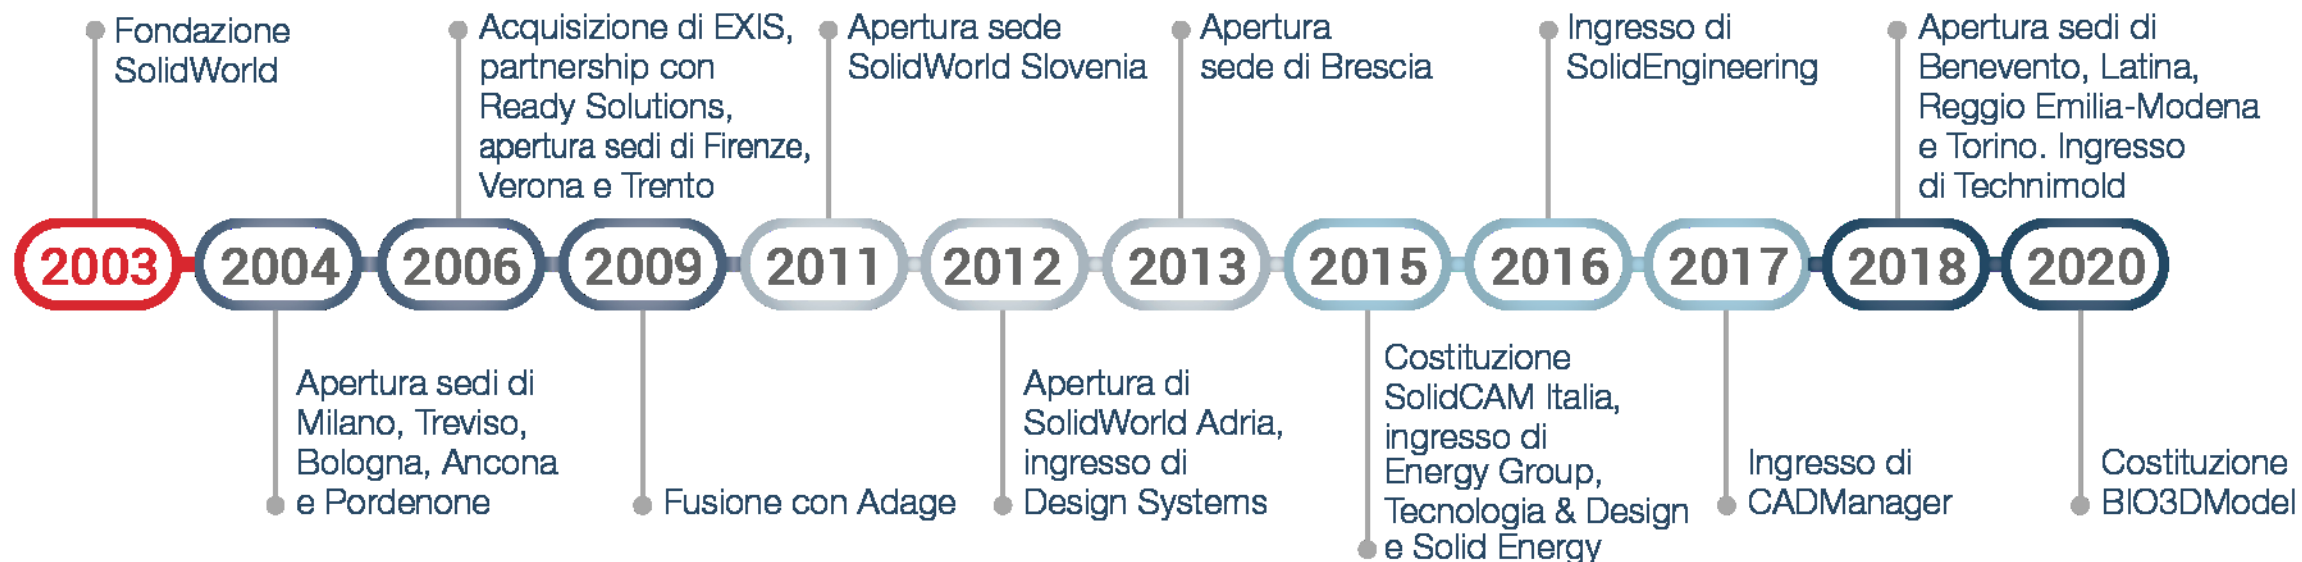 Fondazione
SolidWorld
Acquisizione di EXIS,
partnership con
Ready Solutions,
apertura sedi di Firenze,
Verona e Trento
Apertura sede
SolidWorld Slovenia
Apertura
sede di Brescia
Ingresso di
SolidEngineering
Apertura sedi di
Benevento, Latina,
Reggio Emilia-Modena
e Torino. Ingresso
di Technimold
2003 2004 2006 2009 2011 2012 2013 2015 2016 2017 2018 2020
Apertura sedi di
Milano, Treviso,
Bologna, Ancona
e Pordenone
Fusione con Adage
Apertura di
SolidWorld Adria,
ingresso di
Design Systems
Costituzione
SolidCAM Italia,
ingresso di
Energy Group,
Tecnologia & Design
e Solid Energy
Ingresso di
CADManager
Costituzione
BIO3DModel